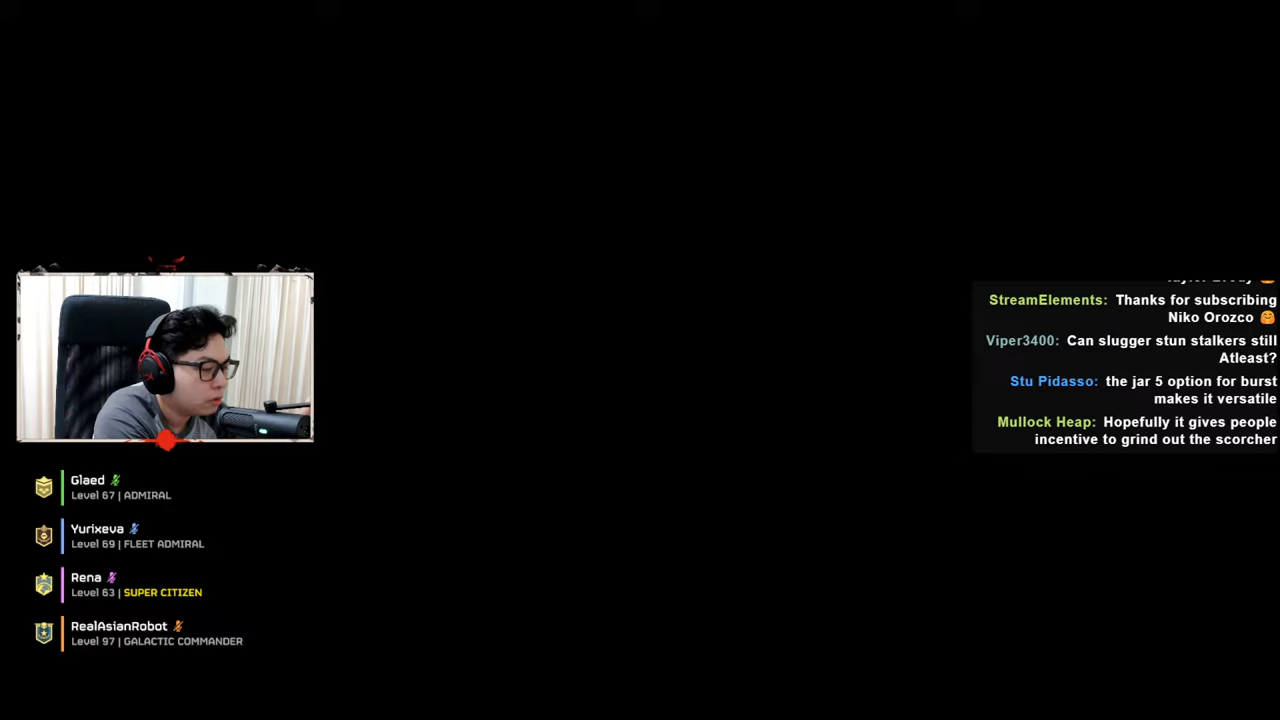 StreamElements: Thanks for subscribing
Niko Orozco
Viper3400: Can slugger stun stalkers still
Atleast?
Stu Pidasso: the jar 5 option for burst
makes it versatile
Mullock Heap: Hopefully it gives people
incentive to grind out the scorcher
Glaed
Level 67 | ADMIRAL
Yurixeva
Level 69 | FLEET ADMIRAL
Rena
Level 63 | SUPER CITIZEN
RealAsianRobot
Level 97 | GALACTIC COMMANDER